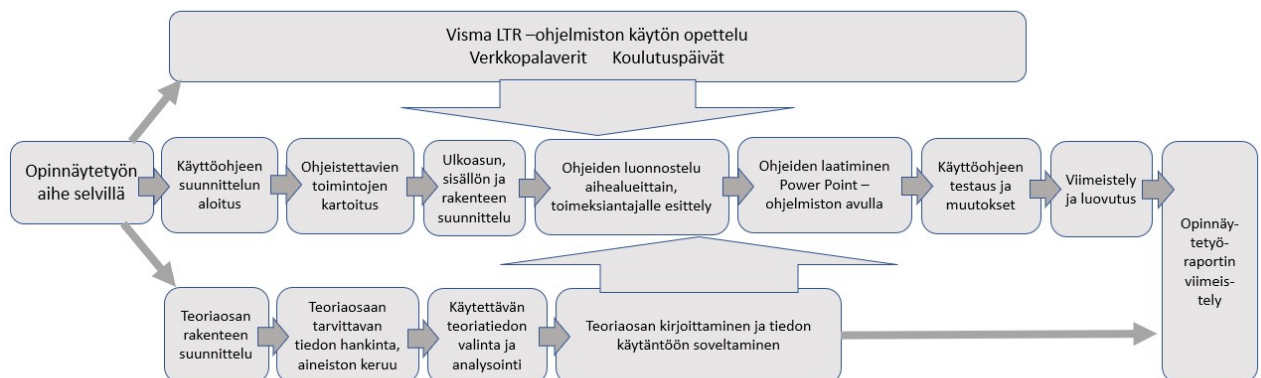 Visma LTR –ohjelmiston käytön opettelu
Verkkopalaverit Koulutuspäivät
Opinnäytetyön
aihe selvillä
Käyttöohjeen
suunnittelun
aloitus
Ohjeistettavien
toimintojen
kartoitus
Ulkoasun,
sisällön ja
rakenteen
suunnittelu
Ohjeiden luonnostelu
aihealueittain,
toimeksiantajalle esittely
Ohjeiden laatiminen
Power Point –
ohjelmiston avulla
Käyttöohjeen
testaus ja
muutokset
Viimeistely
ja luovutus
Opinnäy-
tetyö-
raportin
viimeis-
tely
Teoriaosan
rakenteen
suunnittelu
Teoriaosaan
tarvittavan
tiedon hankinta,
aineiston keruu
Käytettävän
teoriatiedon
valinta ja
analysointi
Teoriaosan kirjoittaminen ja tiedon
käytäntöön soveltaminen